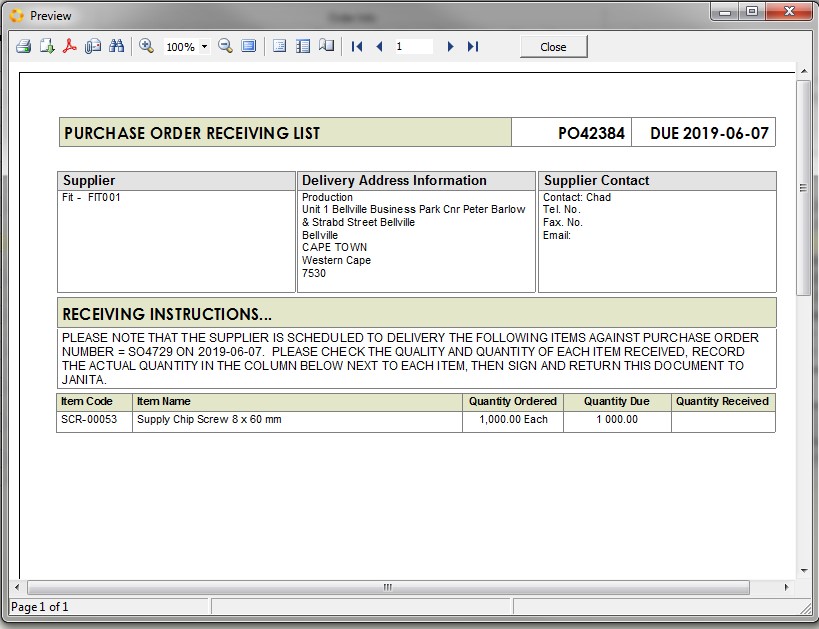 Preview
100%
1
Close
PURCHASE ORDER RECEIVING LIST PO42384 DUE 2019-06-07
Supplier Delivery Address Information Supplier Contact
Fit - FIT001
Production
Unit 1 Bellville Business Park Cnr Peter Barlow
& Strabd Street Bellville
Bellville
CAPE TOWN
Western Cape
7530
Contact: Chad
Tel. No.
Fax. No.
Email:
RECEIVING INSTRUCTIONS...
PLEASE NOTE THAT THE SUPPLIER IS SCHEDULED TO DELIVERY THE FOLLOWING ITEMS AGAINST PURCHASE ORDER
NUMBER = SO4729 ON 2019-06-07. PLEASE CHECK THE QUALITY AND QUANTITY OF EACH ITEM RECEIVED, RECORD
THE ACTUAL QUANTITY IN THE COLUMN BELOW NEXT TO EACH ITEM, THEN SIGN AND RETURN THIS DOCUMENT TO
JANITA.
Item Code Item Name Quantity Ordered Quantity Due Quantity Received
SCR-00053 Supply Chip Screw 8 x 60 mm 1,000.00 Each 1 000.00
Page 1 of 1